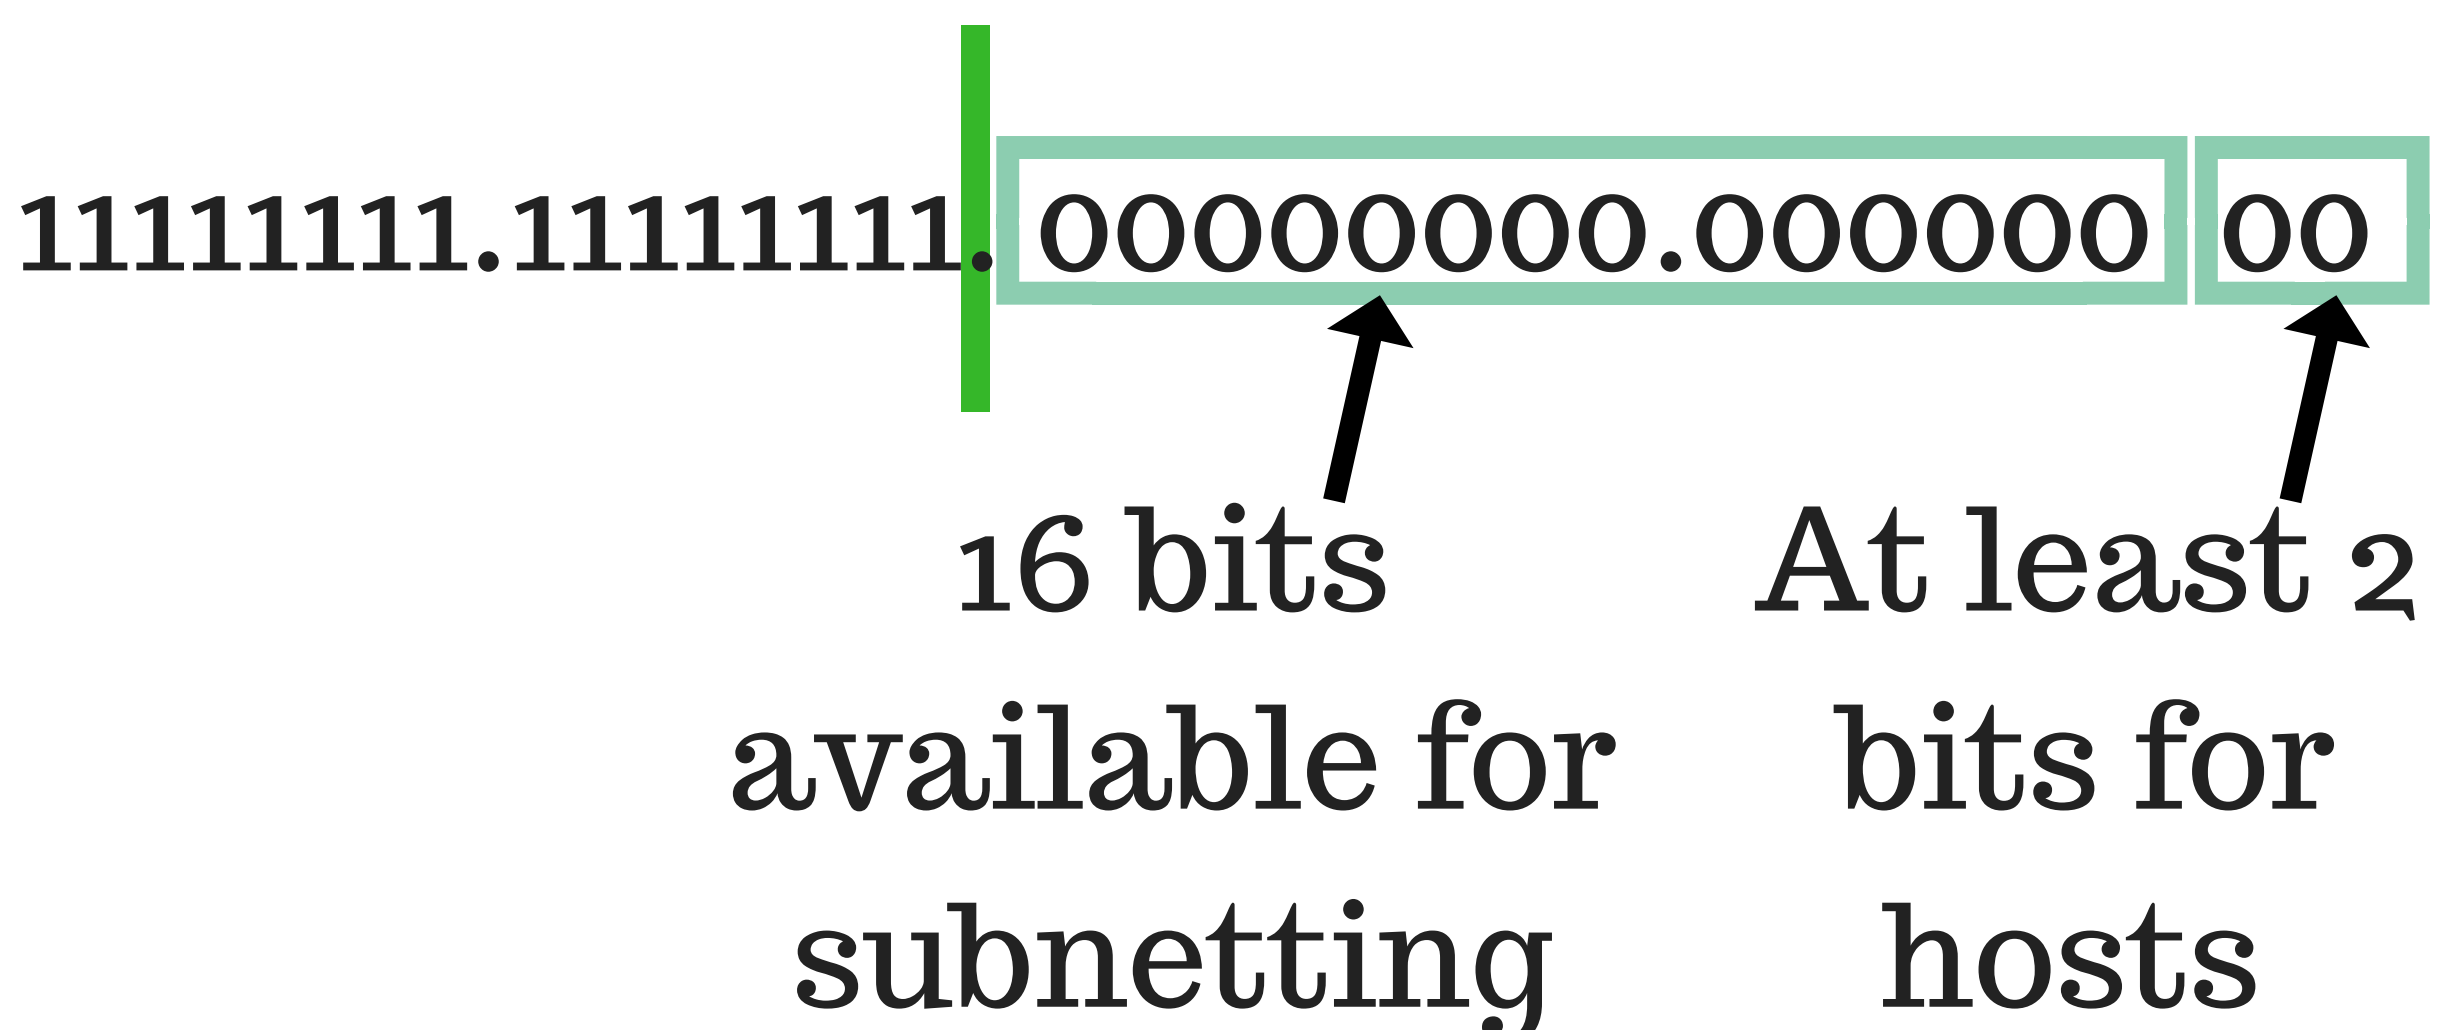 11111111.11111111. 00000000.000000 00
16 bits
available for
subnetting
At least 2
bits for
hosts